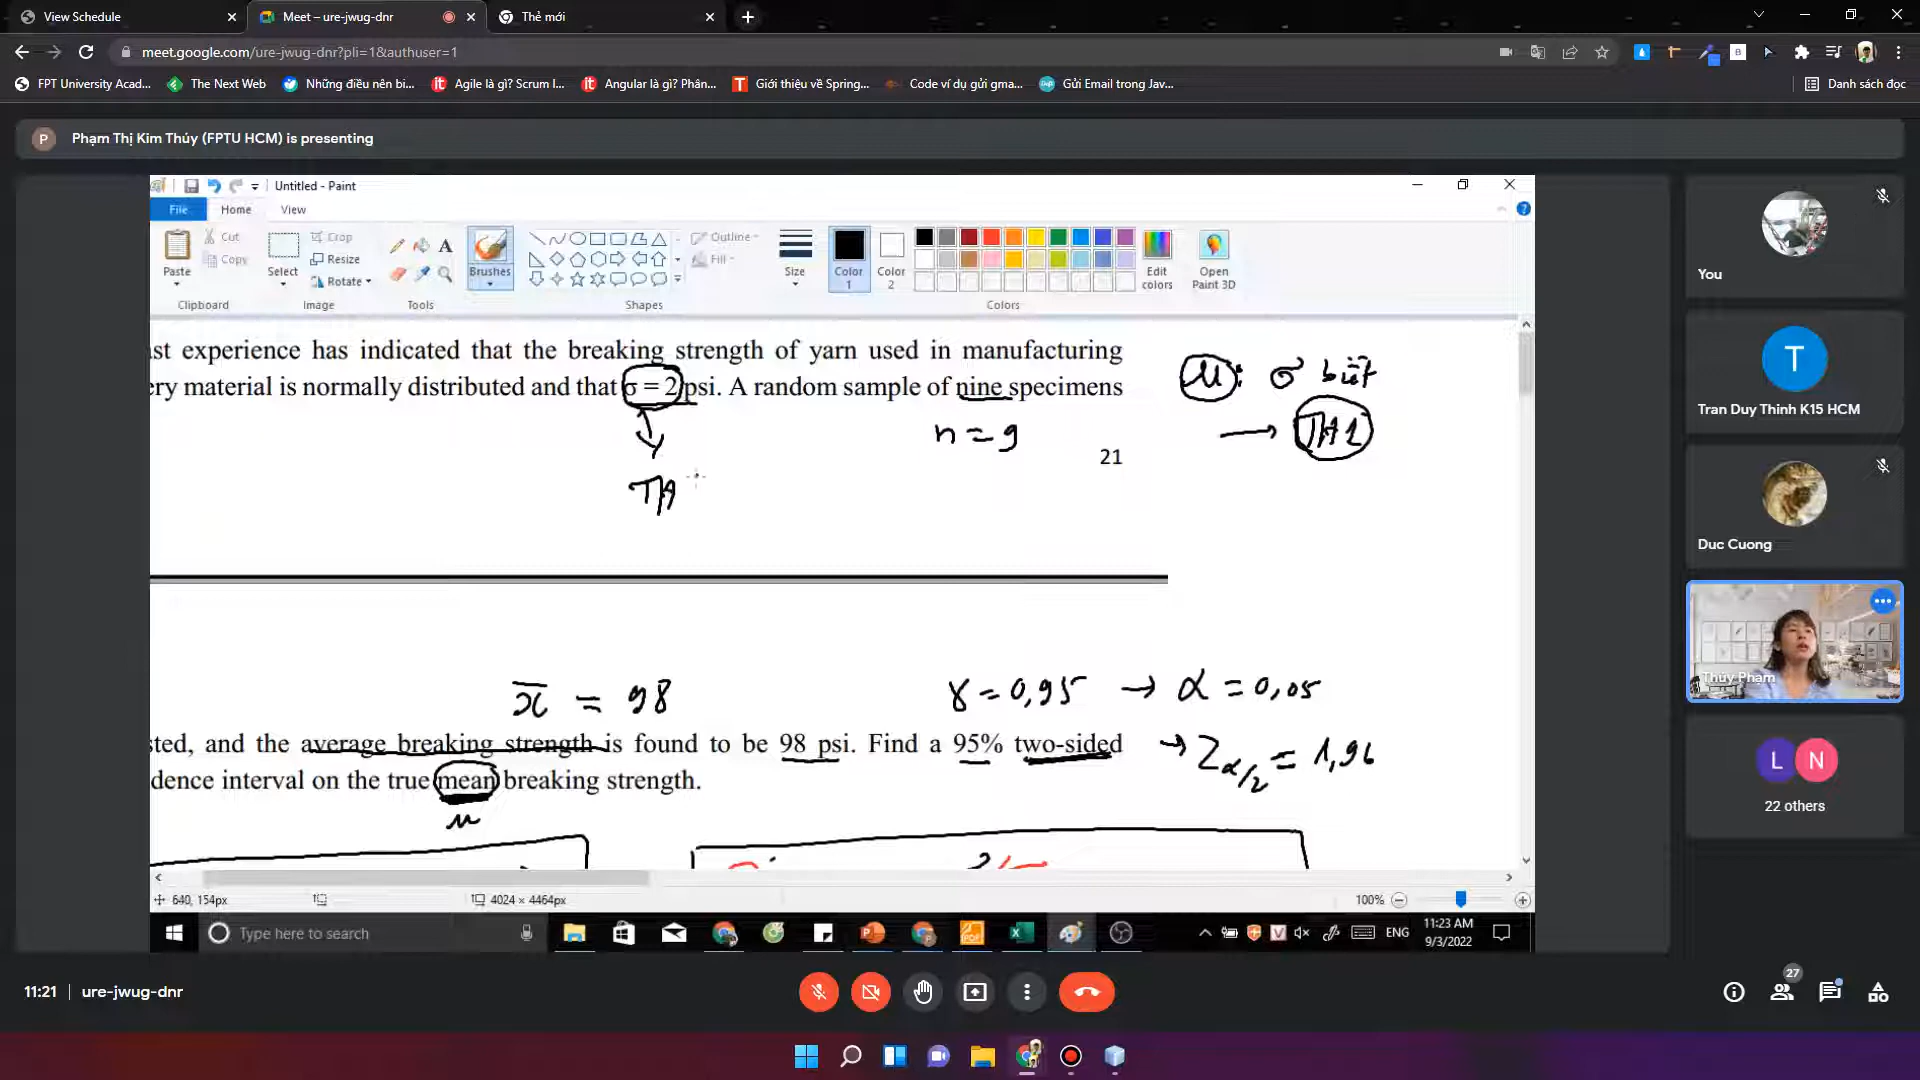 View Schedule
Meet – ure-jwug-dnr
Thẻ mới
meet.google.com/ure-jwug-dnr?pli=1&authuser=1
FPT University Acad...
The Next Web
Những điều nên bi...
Agile là gì? Scrum I...
Angular là gì? Phân...
Giới thiệu về Spring...
Code ví dụ gửi gma...
Gửi Email trong Jav...
Danh sách đọc
P
Phạm Thị Kim Thúy (FPTU HCM) is presenting
Untitled - Paint
File Home View
Paste
Cut
Copy
Clipboard
Select
Crop
Resize
Rotate
Image
A
Tools
Brushes
Shapes
Outline
Fill
Size
Color 1
Color 2
Edit colors
Open Paint 3D
Colors
ast experience has indicated that the breaking strength of yarn used in manufacturing
ery material is normally distributed and that σ = 2 psi. A random sample of nine specimens
μ: σ biết
→ TH1
n = 9
21
TH
x̄ = 98
γ = 0,95 → α = 0,05
sted, and the average breaking strength is found to be 98 psi. Find a 95% two-sided
→ Zα/2 = 1,96
dence interval on the true mean breaking strength.
μ
640, 154px
4024 × 4464px
100%
Type here to search
ENG
11:23 AM
9/3/2022
You
T
Tran Duy Thinh K15 HCM
Duc Cuong
Thúy Phạm
L N
22 others
11:21 | ure-jwug-dnr
27